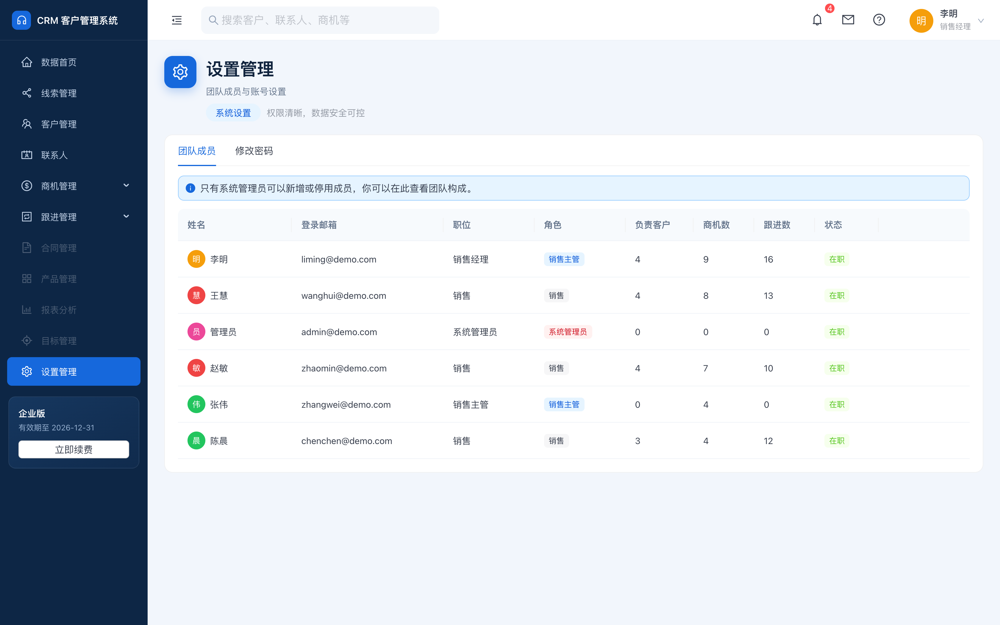 CRM 客户管理系统
搜索客户、联系人、商机等
4
明
李明
销售经理
数据首页
线索管理
客户管理
联系人
商机管理
跟进管理
合同管理
产品管理
报表分析
目标管理
设置管理
企业版
有效期至 2026-12-31
立即续费
设置管理
团队成员与账号设置
系统设置 权限清晰，数据安全可控
团队成员 修改密码
只有系统管理员可以新增或停用成员，你可以在此查看团队构成。
姓名 登录邮箱 职位 角色 负责客户 商机数 跟进数 状态
明 李明 liming@demo.com 销售经理 销售主管 4 9 16 在职
慧 王慧 wanghui@demo.com 销售 销售 4 8 13 在职
员 管理员 admin@demo.com 系统管理员 系统管理员 0 0 0 在职
敏 赵敏 zhaomin@demo.com 销售 销售 4 7 10 在职
伟 张伟 zhangwei@demo.com 销售主管 销售主管 0 4 0 在职
晨 陈晨 chenchen@demo.com 销售 销售 3 4 12 在职